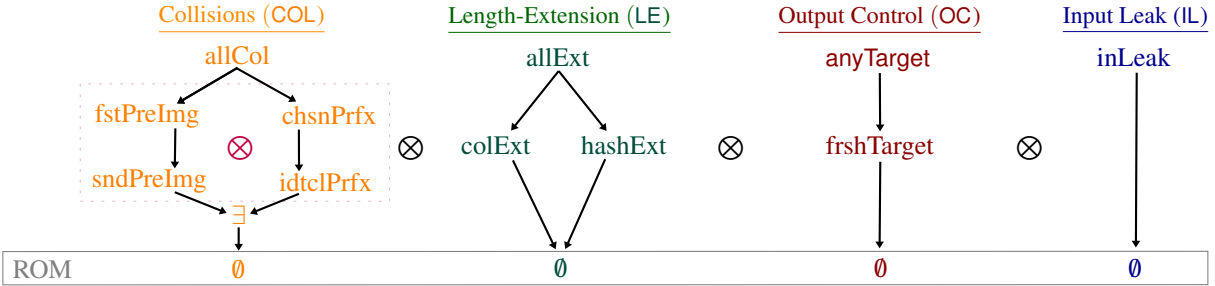 Collisions (COL) Length-Extension (LE) Output Control (OC) Input Leak (IL)
allCol allExt anyTarget inLeak
fstPreImg chsnPrfx
⊗ ⊗ colExt hashExt ⊗ frshTarget ⊗
sndPreImg idtclPrfx
∃
ROM ∅ ∅ ∅ ∅